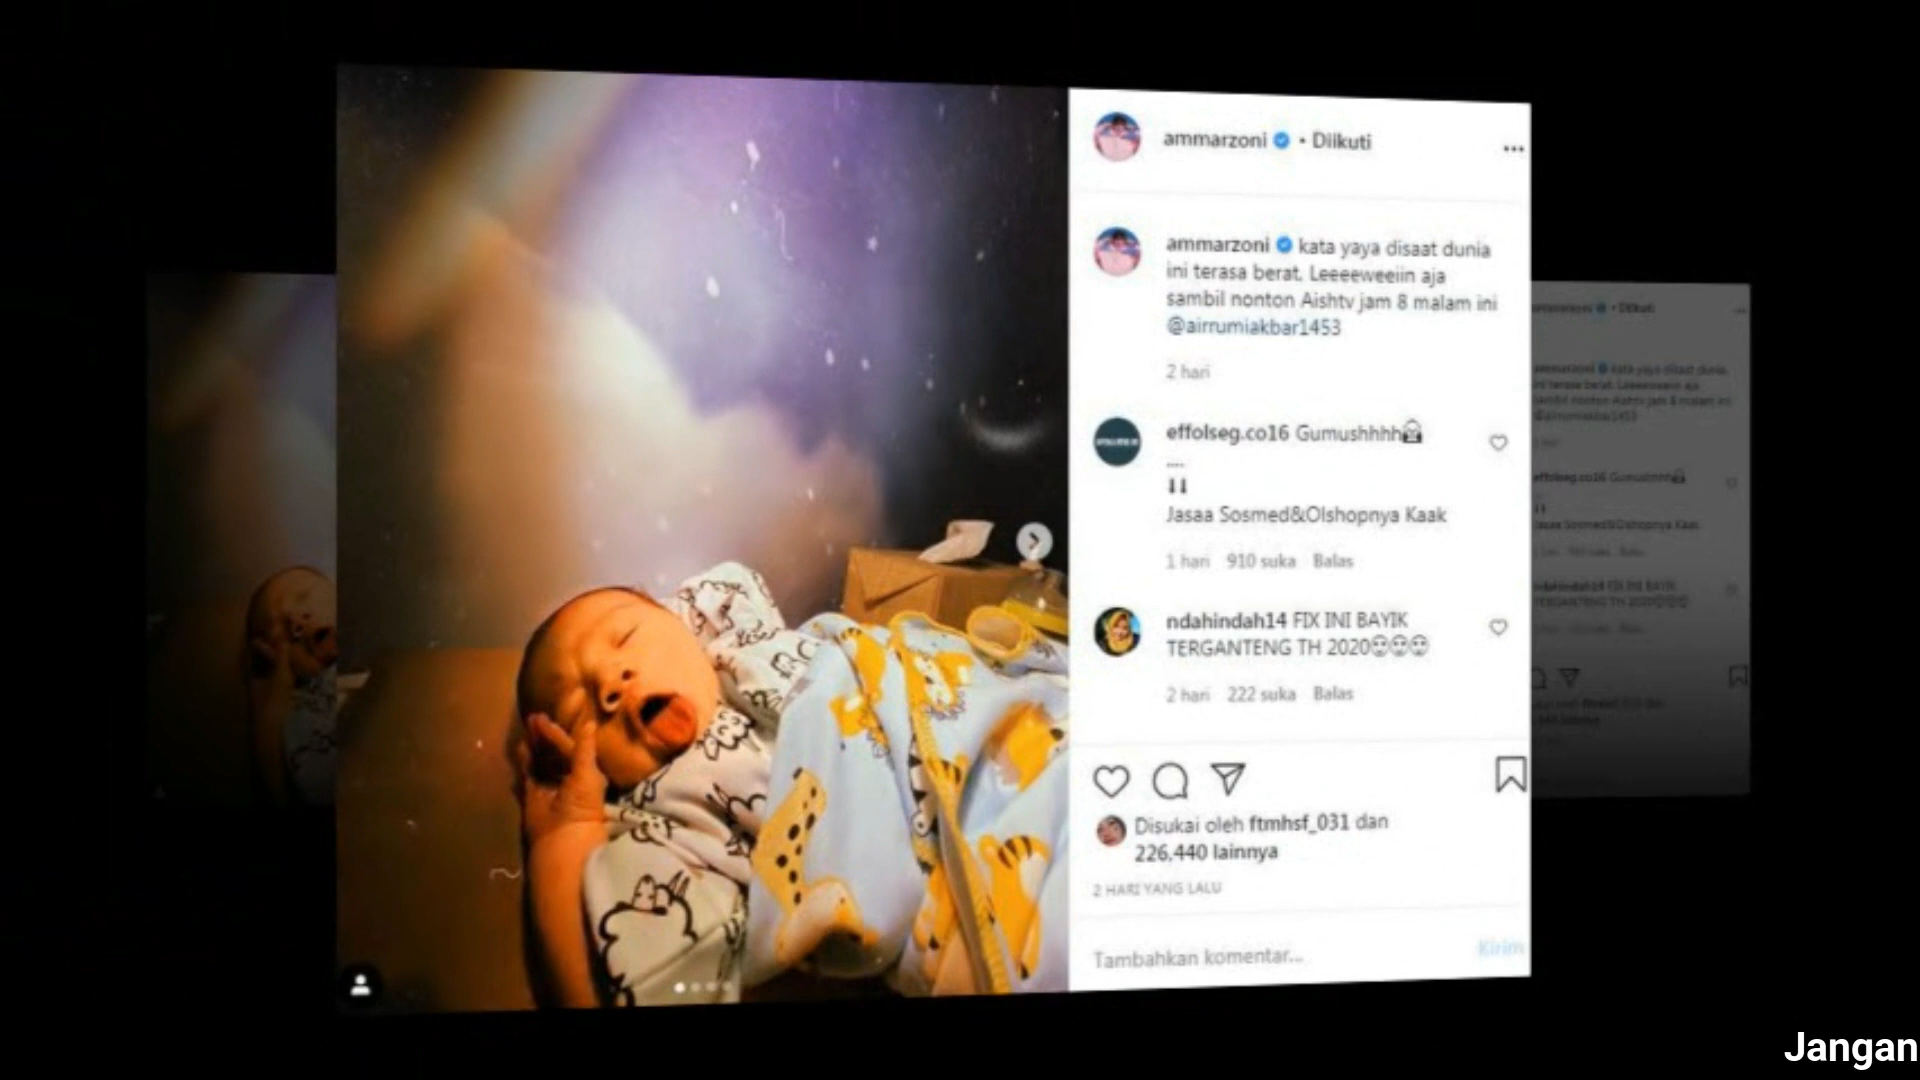 ammarzoni • Diikuti
ammarzoni kata yaya disaat dunia
ini terasa berat. Leeeeweeiin aja
sambil nonton Aishtv jam 8 malam ini
@airrumiakbar1453
2 hari
effolseg.co16 Gumushhhh
....
⬇⬇
Jasaa Sosmed&Olshopnya Kaak
1 hari 910 suka Balas
ndahindah14 FIX INI BAYIK
TERGANTENG TH 2020
2 hari 222 suka Balas
Disukai oleh ftmhsf_031 dan
226.440 lainnya
2 HARI YANG LALU
Tambahkan komentar... Kirim
Jangan